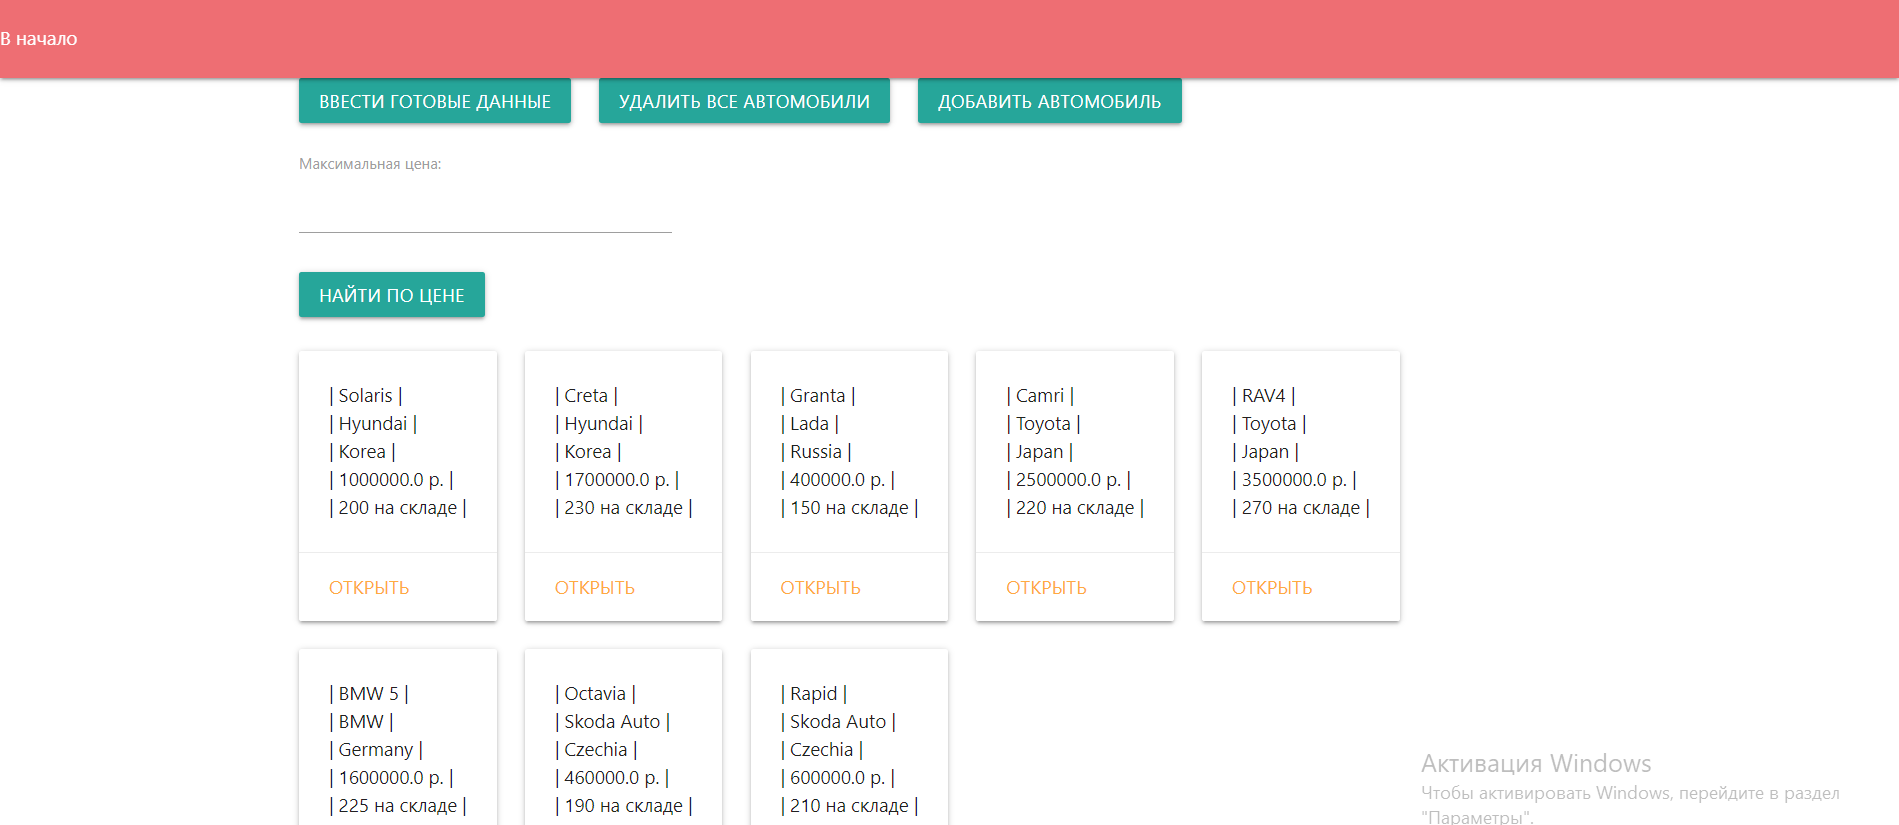 В начало
ВВЕСТИ ГОТОВЫЕ ДАННЫЕ
УДАЛИТЬ ВСЕ АВТОМОБИЛИ
ДОБАВИТЬ АВТОМОБИЛЬ
Максимальная цена:
НАЙТИ ПО ЦЕНЕ
| Solaris |
| Hyundai |
| Korea |
| 1000000.0 р. |
| 200 на складе |
ОТКРЫТЬ
| Creta |
| Hyundai |
| Korea |
| 1700000.0 р. |
| 230 на складе |
ОТКРЫТЬ
| Granta |
| Lada |
| Russia |
| 400000.0 р. |
| 150 на складе |
ОТКРЫТЬ
| Camri |
| Toyota |
| Japan |
| 2500000.0 р. |
| 220 на складе |
ОТКРЫТЬ
| RAV4 |
| Toyota |
| Japan |
| 3500000.0 р. |
| 270 на складе |
ОТКРЫТЬ
| BMW 5 |
| BMW |
| Germany |
| 1600000.0 р. |
| 225 на складе |
| Octavia |
| Skoda Auto |
| Czechia |
| 460000.0 р. |
| 190 на складе |
| Rapid |
| Skoda Auto |
| Czechia |
| 600000.0 р. |
| 210 на складе |
Активация Windows
Чтобы активировать Windows, перейдите в раздел
"Параметры".